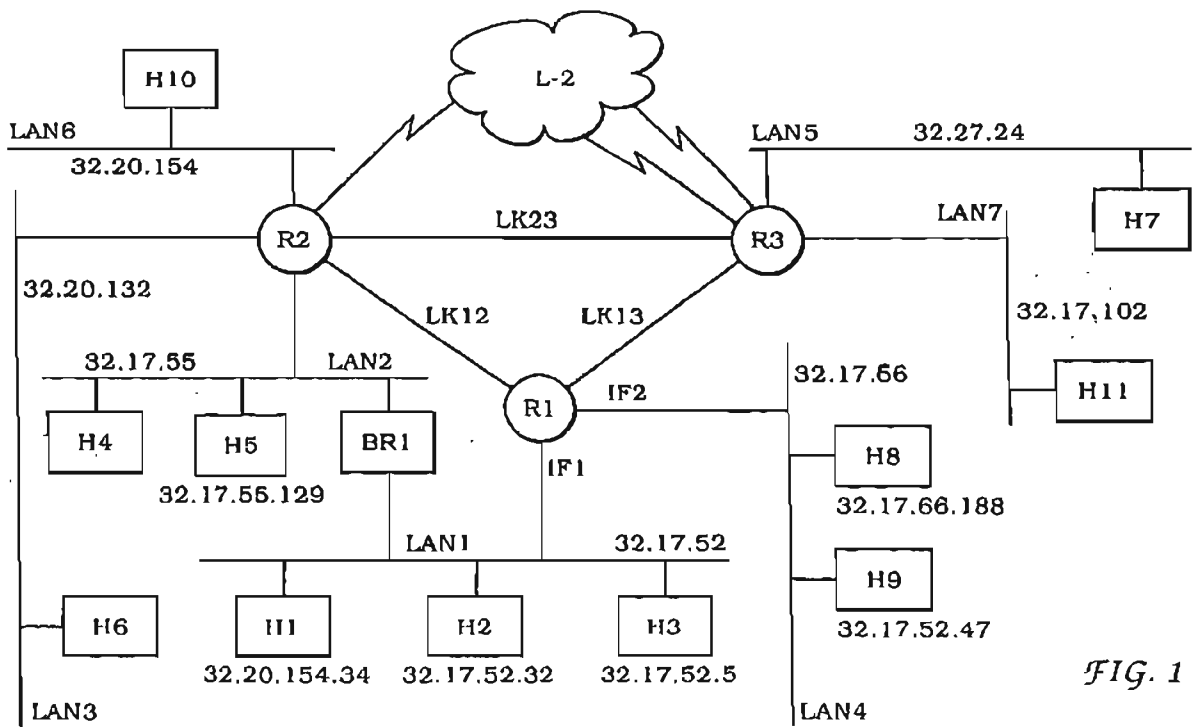 H10
L-2
LAN6
LAN5
32.27.24
32.20.154
R2
LK23
R3
LAN7
H7
32.20.132
LK12
LK13
32.17.102
32.17.55
LAN2
32.17.66
R1
IF2
H11
H4
H5
BR1
IF1
H8
32.17.55.129
32.17.66.188
LAN1
32.17.52
H9
H6
H1
H2
H3
32.17.52.47
32.20.154.34
32.17.52.32
32.17.52.5
FIG. 1
LAN3
LAN4